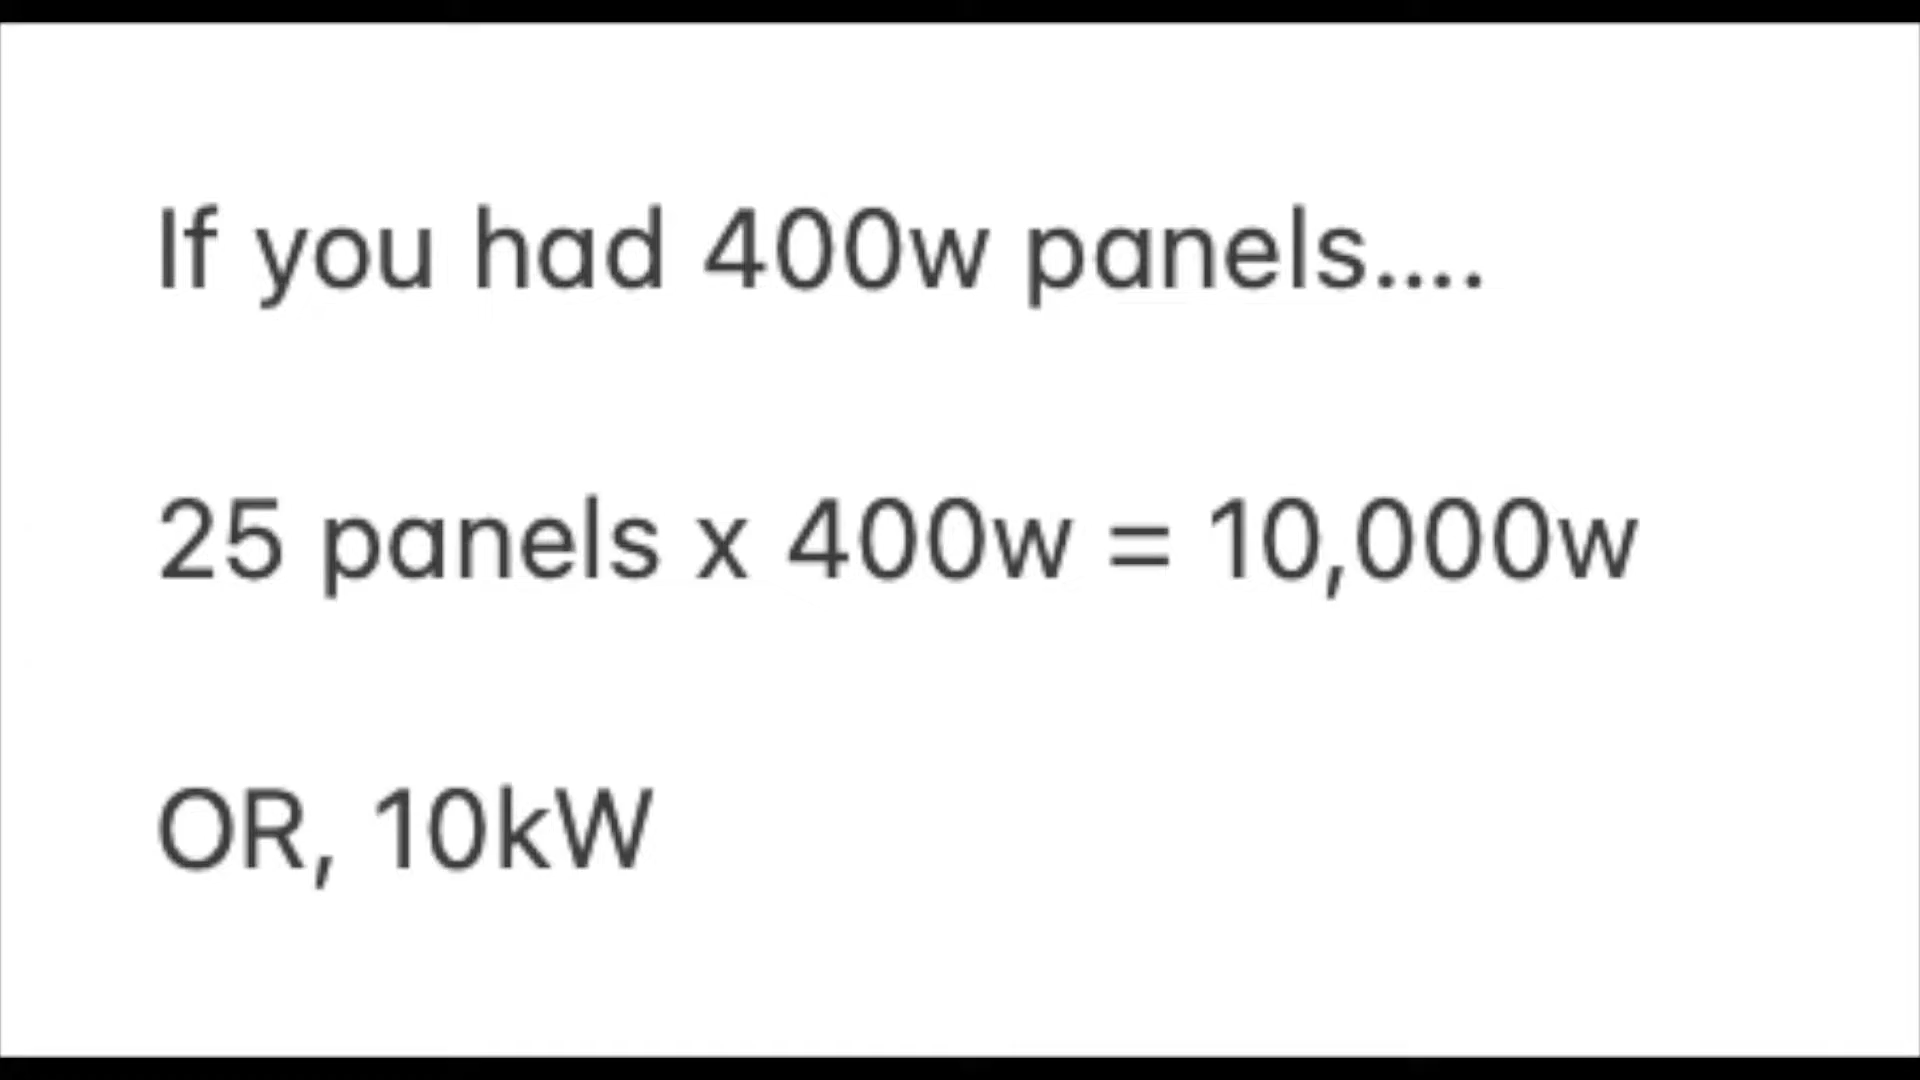 If you had 400w panels....
25 panels x 400w = 10,000w
OR, 10kW